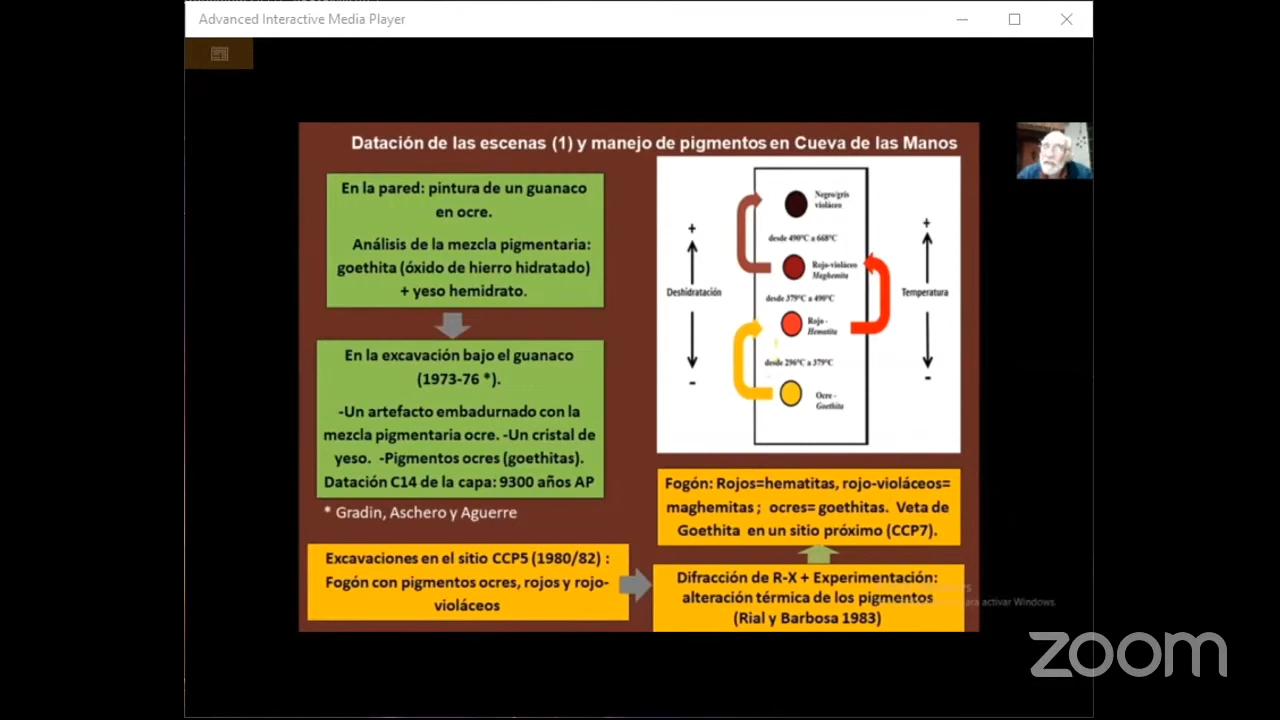 Advanced Interactive Media Player
Datación de las escenas (1) y manejo de pigmentos en Cueva de las Manos
En la pared: pintura de un guanaco
en ocre.
Análisis de la mezcla pigmentaria:
goethita (óxido de hierro hidratado)
+ yeso hemidrato.
En la excavación bajo el guanaco
(1973-76 *).
-Un artefacto embadurnado con la
mezcla pigmentaria ocre. -Un cristal de
yeso. -Pigmentos ocres (goethitas).
Datación C14 de la capa: 9300 años AP
* Gradin, Aschero y Aguerre
Excavaciones en el sitio CCP5 (1980/82) :
Fogón con pigmentos ocres, rojos y rojo-
violáceos
+
Deshidratación
-
Negro/gris
violáceo
desde 490°C a 668°C
Rojo-violáceo
Maghemita
desde 379°C a 490°C
Rojo -
Hematita
desde 296°C a 379°C
Ocre -
Goethita
+
Temperatura
-
Fogón: Rojos=hematitas, rojo-violáceos=
maghemitas ; ocres= goethitas. Veta de
Goethita en un sitio próximo (CCP7).
Difracción de R-X + Experimentación:
alteración térmica de los pigmentos
(Rial y Barbosa 1983)
para activar Windows.
zoom